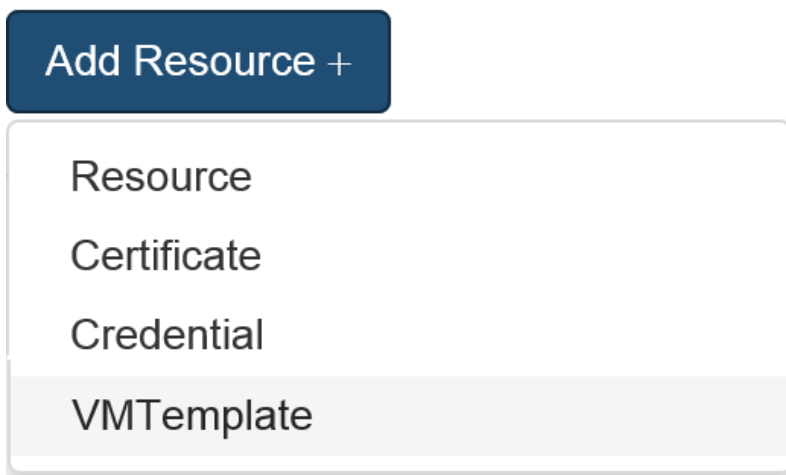 Add Resource +
Resource
Certificate
Credential
VMTemplate